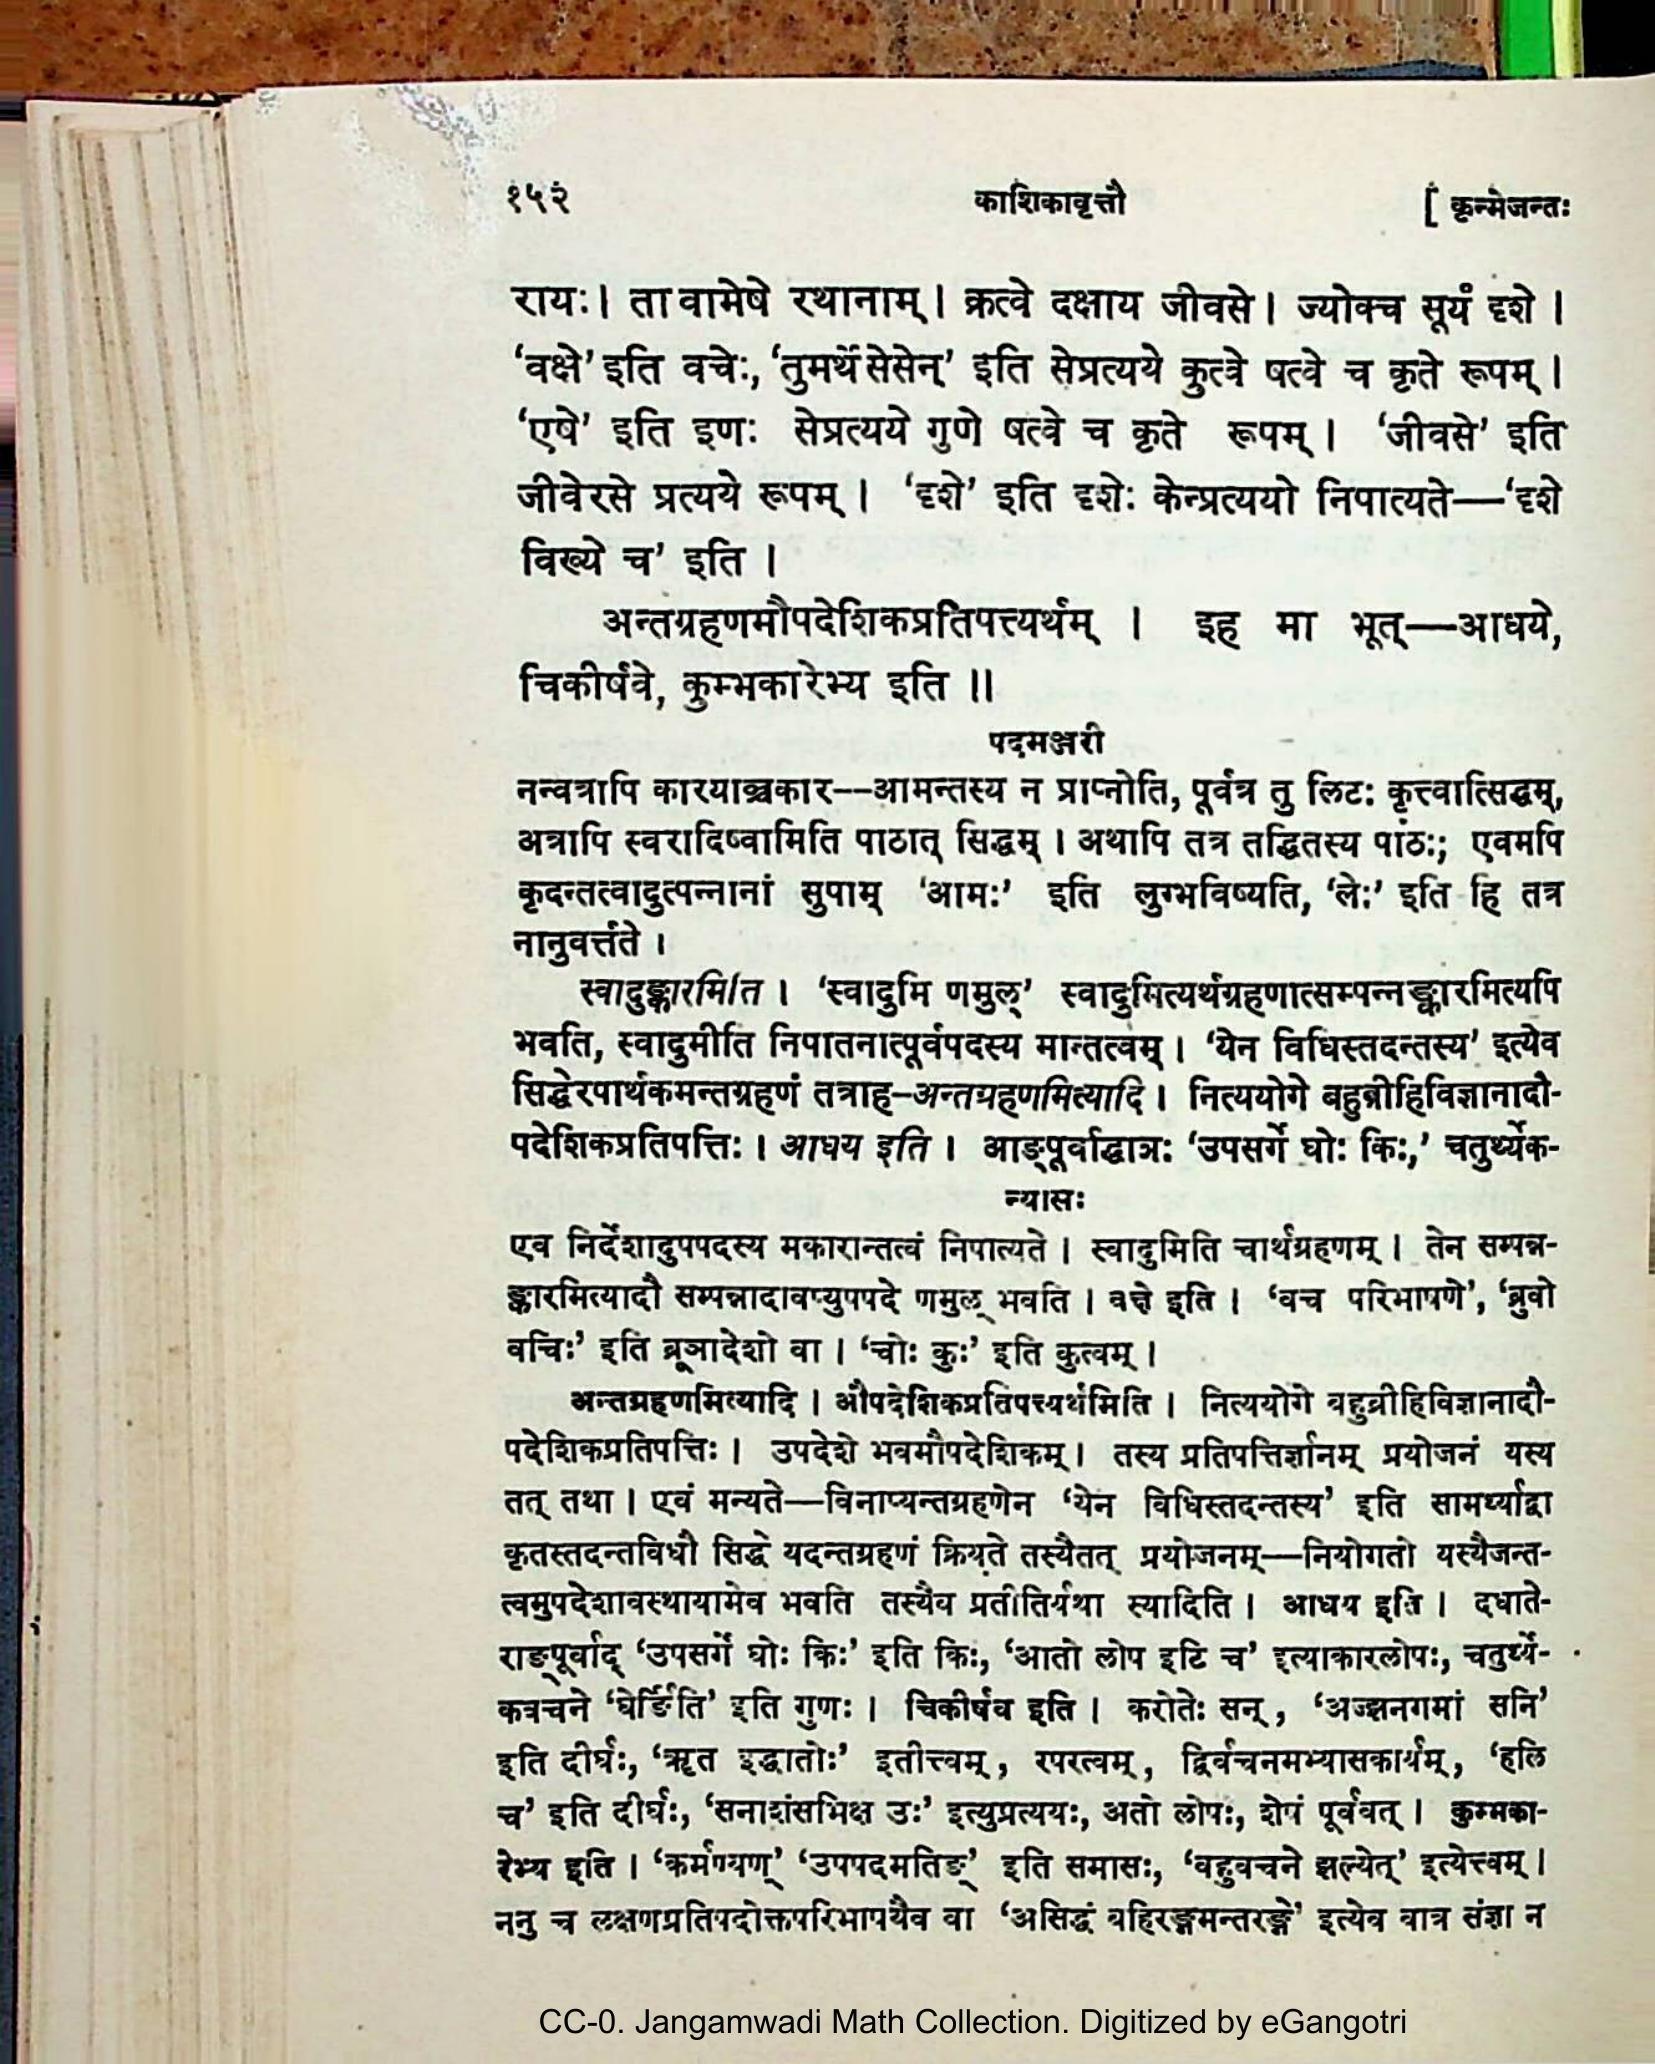 १५२ काशिकावृत्तौ [ कृन्मेजन्तः
रायः। ता वामेषे रथानाम्। क्रत्वे दक्षाय जीवसे। ज्योक्च सूर्यं दृशे ।
‘वक्षे’ इति वचेः, ‘तुमर्थे सेसेन्’ इति सेप्रत्यये कुत्वे षत्वे च कृते रूपम् ।
‘एषे’ इति इणः सेप्रत्यये गुणे षत्वे च कृते रूपम् । ‘जीवसे’ इति
जीवेरसे प्रत्यये रूपम् । ‘दृशे’ इति दृशेः केन्प्रत्ययो निपात्यते—‘दृशे
विख्ये च’ इति ।
अन्तग्रहणमौपदेशिकप्रतिपत्त्यर्थम् । इह मा भूत्—आधये,
चिकीर्षवे, कुम्भकारेभ्य इति ॥
पदमञ्जरी
नन्वत्रापि कारयाञ्चकार--आमन्तस्य न प्राप्नोति, पूर्वत्र तु लिटः कृत्त्वात्सिद्धम्,
अत्रापि स्वरादिष्वामिति पाठात् सिद्धम् । अथापि तत्र तद्धितस्य पाठः; एवमपि
कृदन्तत्वादुत्पन्नानां सुपाम् ‘आमः’ इति लुग्भविष्यति, ‘लेः’ इति हि तत्र
नानुवर्त्तते ।
स्वादुङ्कारमिति । ‘स्वादुमि णमुल्’ स्वादुमित्यर्थग्रहणात्सम्पन्नङ्कारमित्यपि
भवति, स्वादुमीति निपातनात्पूर्वपदस्य मान्तत्वम् । ‘येन विधिस्तदन्तस्य’ इत्येव
सिद्धेरपार्थकमन्तग्रहणं तत्राह–अन्तग्रहणमित्यादि । नित्ययोगे बहुव्रीहिविज्ञानादौ-
पदेशिकप्रतिपत्तिः । आधय इति । आङ्पूर्वाद्धाञः ‘उपसर्गे घोः किः,’ चतुर्थ्येक-
न्यासः
एव निर्देशादुपपदस्य मकारान्तत्वं निपात्यते । स्वादुमिति चार्थग्रहणम् । तेन सम्पन्न-
ङ्कारमित्यादौ सम्पन्नादावप्युपपदे णमुल् भवति । वक्षे इति । ‘वच परिभाषणे’, ‘ब्रुवो
वचिः’ इति ब्रूञादेशो वा । ‘चोः कुः’ इति कुत्वम् ।
अन्तग्रहणमित्यादि । औपदेशिकप्रतिपत्त्यर्थमिति । नित्ययोगे बहुव्रीहिविज्ञानादौ-
पदेशिकप्रतिपत्तिः । उपदेशे भवमौपदेशिकम् । तस्य प्रतिपत्तिर्ज्ञानम् प्रयोजनं यस्य
तत् तथा । एवं मन्यते—विनाप्यन्तग्रहणेन ‘येन विधिस्तदन्तस्य’ इति सामर्थ्याद्वा
कृतस्तदन्तविधौ सिद्धे यदन्तग्रहणं क्रियते तस्यैतत् प्रयोजनम्—नियोगतो यस्यैजन्त-
त्वमुपदेशावस्थायामेव भवति तस्यैव प्रतीतिर्यथा स्यादिति । आधय इति । दधाते-
राङ्पूर्वाद् ‘उपसर्गे घोः किः’ इति किः, ‘आतो लोप इटि च’ इत्याकारलोपः, चतुर्थ्ये-
कवचने ‘घेर्ङिति’ इति गुणः । चिकीर्षव इति । करोतेः सन् , ‘अज्झनगमां सनि’
इति दीर्घः, ‘ऋत इद्धातोः’ इतीत्त्वम् , रपरत्वम् , द्विर्वचनमभ्यासकार्यम् , ‘हलि
च’ इति दीर्घः, ‘सनाशंसभिक्ष उः’ इत्युप्रत्ययः, अतो लोपः, शेषं पूर्ववत् । कुम्भका-
रेभ्य इति । ‘कर्मण्यण्’ ‘उपपदमतिङ्’ इति समासः, ‘बहुवचने झल्येत्’ इत्येत्त्वम् ।
ननु च लक्षणप्रतिपदोक्तपरिभाषयैव वा ‘असिद्धं बहिरङ्गमन्तरङ्गे’ इत्येव वात्र संज्ञा न
CC-0. Jangamwadi Math Collection. Digitized by eGangotri